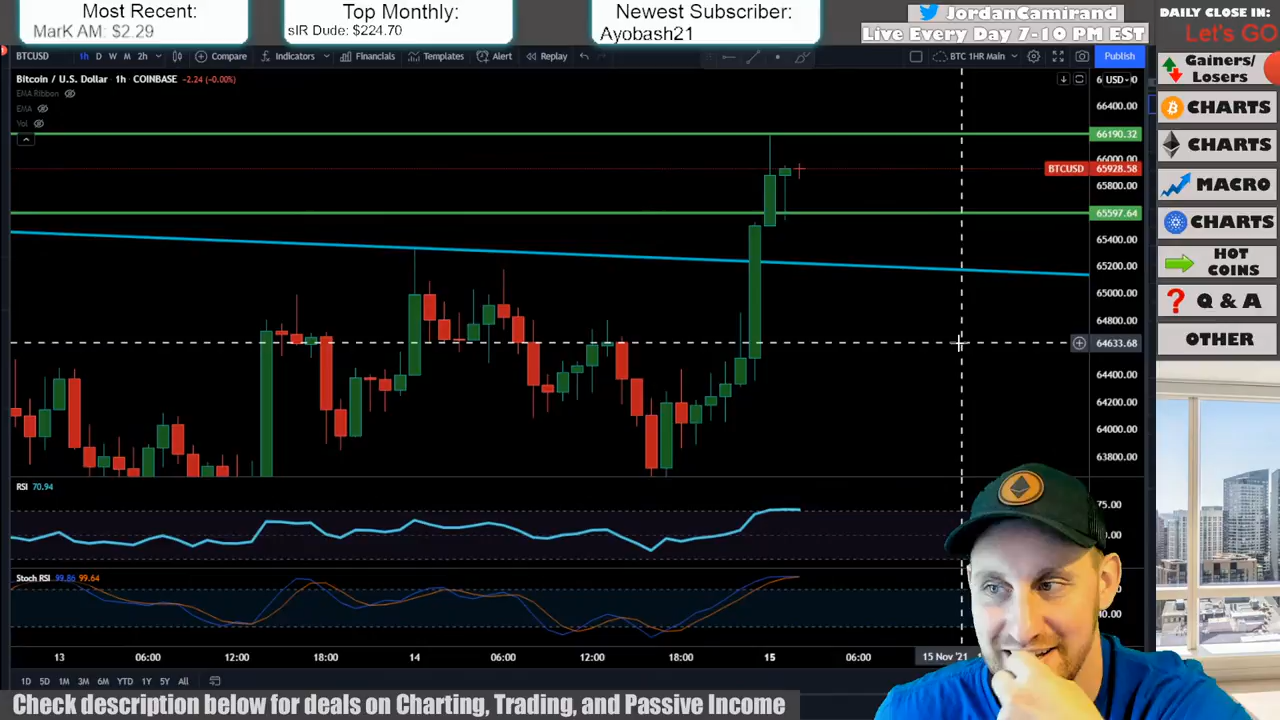 Most Recent:
MarK AM: $2.29
Top Monthly:
sIR Dude: $224.70
Newest Subscriber:
Ayobash21
JordanCamirand
Live Every Day 7-10 PM EST
DAILY CLOSE IN:
Let's GO
BTCUSD 1h D W M 2h Compare Indicators Financials Templates Alert Replay BTC 1HR Main Publish
Bitcoin / U.S. Dollar 1h COINBASE -2.24 (-0.00%)
USD
EMA Ribbon
EMA
Vol
66400.00
66190.32
66000.00
BTCUSD 65928.58
65800.00
65597.64
65400.00
65200.00
65000.00
64800.00
64633.68
64400.00
64200.00
64000.00
63800.00
RSI 70.94
75.00
Stoch RSI 99.86 99.64
13 06:00 12:00 18:00 14 06:00 12:00 18:00 15 06:00 15 Nov '21
1D 5D 1M 3M 6M YTD 1Y 5Y All
Gainers/
Losers
CHARTS
CHARTS
MACRO
CHARTS
HOT
COINS
Q & A
OTHER
Check description below for deals on Charting, Trading, and Passive Income